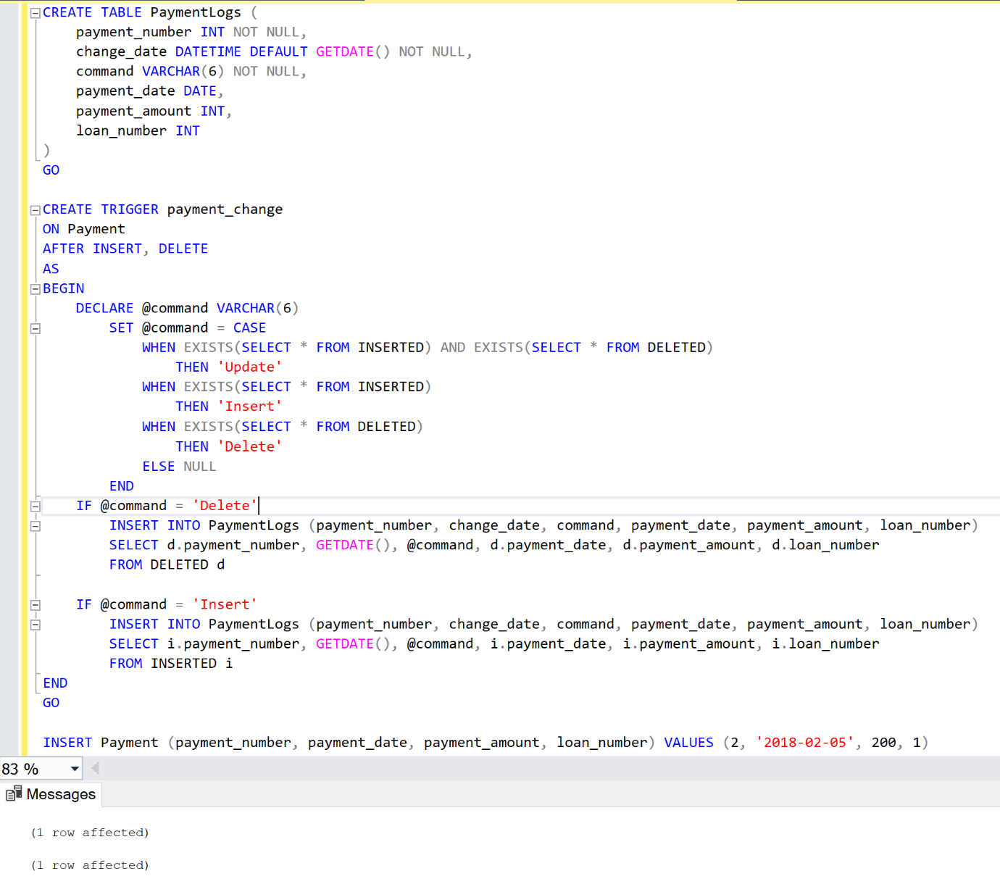 CREATE TABLE PaymentLogs (
payment_number INT NOT NULL,
change_date DATETIME DEFAULT GETDATE() NOT NULL,
command VARCHAR(6) NOT NULL,
payment_date DATE,
payment_amount INT,
loan_number INT
)
GO
CREATE TRIGGER payment_change
ON Payment
AFTER INSERT, DELETE
AS
BEGIN
DECLARE @command VARCHAR(6)
SET @command = CASE
WHEN EXISTS(SELECT * FROM INSERTED) AND EXISTS(SELECT * FROM DELETED)
THEN 'Update'
WHEN EXISTS(SELECT * FROM INSERTED)
THEN 'Insert'
WHEN EXISTS(SELECT * FROM DELETED)
THEN 'Delete'
ELSE NULL
END
IF @command = 'Delete'
INSERT INTO PaymentLogs (payment_number, change_date, command, payment_date, payment_amount, loan_number)
SELECT d.payment_number, GETDATE(), @command, d.payment_date, d.payment_amount, d.loan_number
FROM DELETED d
IF @command = 'Insert'
INSERT INTO PaymentLogs (payment_number, change_date, command, payment_date, payment_amount, loan_number)
SELECT i.payment_number, GETDATE(), @command, i.payment_date, i.payment_amount, i.loan_number
FROM INSERTED i
END
GO
INSERT Payment (payment_number, payment_date, payment_amount, loan_number) VALUES (2, '2018-02-05', 200, 1)
83 %
Messages
(1 row affected)
(1 row affected)